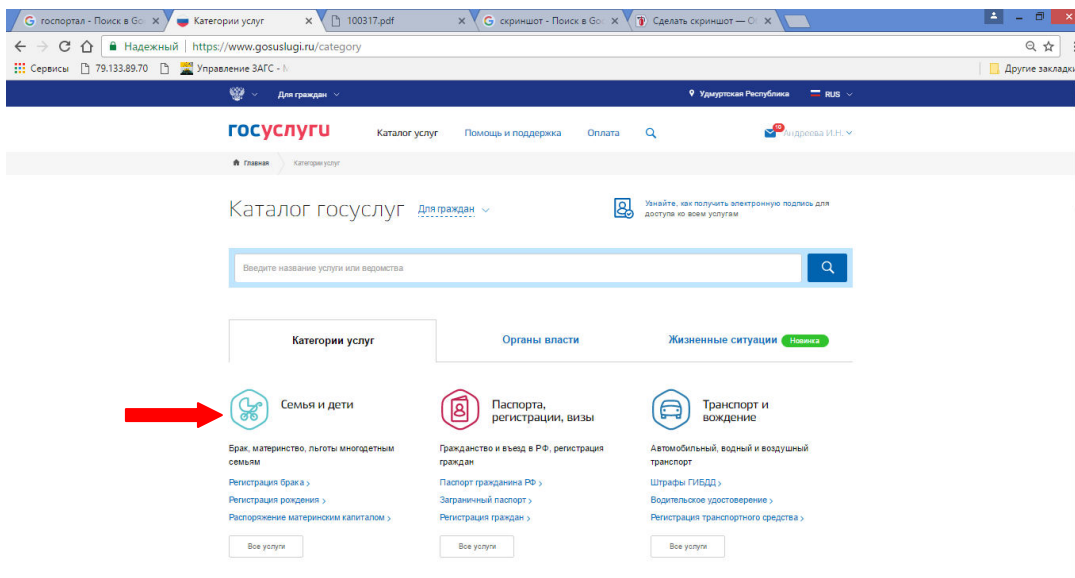 госпортал - Поиск в Go
Категории услуг
100317.pdf
скриншот - Поиск в Goo
Сделать скриншот — О
Надежный | https://www.gosuslugi.ru/category
Сервисы 79.133.89.70 Управление ЗАГС -
Другие закладки
Для граждан
Удмуртская Республика RUS
госуслуги
Каталог услуг Помощь и поддержка Оплата
10 Андреева И.Н.
Главная Категории услуг
Каталог госуслуг Для граждан
Узнайте, как получить электронную подпись для
доступа ко всем услугам
Введите название услуги или ведомства
Категории услуг Органы власти Жизненные ситуации Новинка
Семья и дети
Брак, материнство, льготы многодетным
семьям
Регистрация брака ›
Регистрация рождения ›
Распоряжение материнским капиталом ›
Все услуги
Паспорта,
регистрации, визы
Гражданство и въезд в РФ, регистрация
граждан
Паспорт гражданина РФ ›
Заграничный паспорт ›
Регистрация граждан ›
Все услуги
Транспорт и
вождение
Автомобильный, водный и воздушный
транспорт
Штрафы ГИБДД ›
Водительское удостоверение ›
Регистрация транспортного средства ›
Все услуги